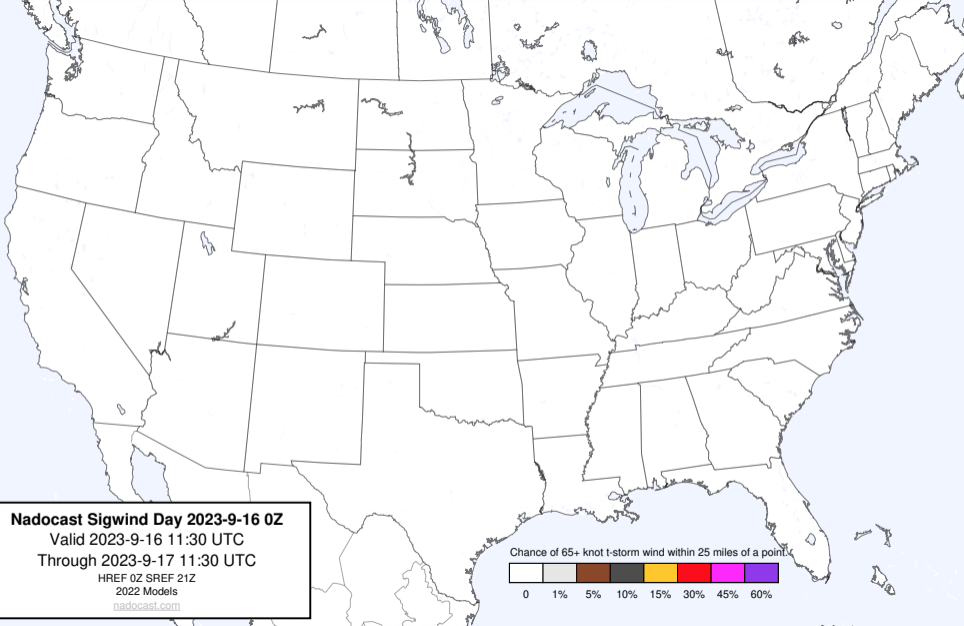 Nadocast Sigwind Day 2023-9-16 0Z
Valid 2023-9-16 11:30 UTC
Through 2023-9-17 11:30 UTC
HREF 0Z SREF 21Z
2022 Models
nadocast.com
Chance of 65+ knot t-storm wind within 25 miles of a point.
0 1% 5% 10% 15% 30% 45% 60%